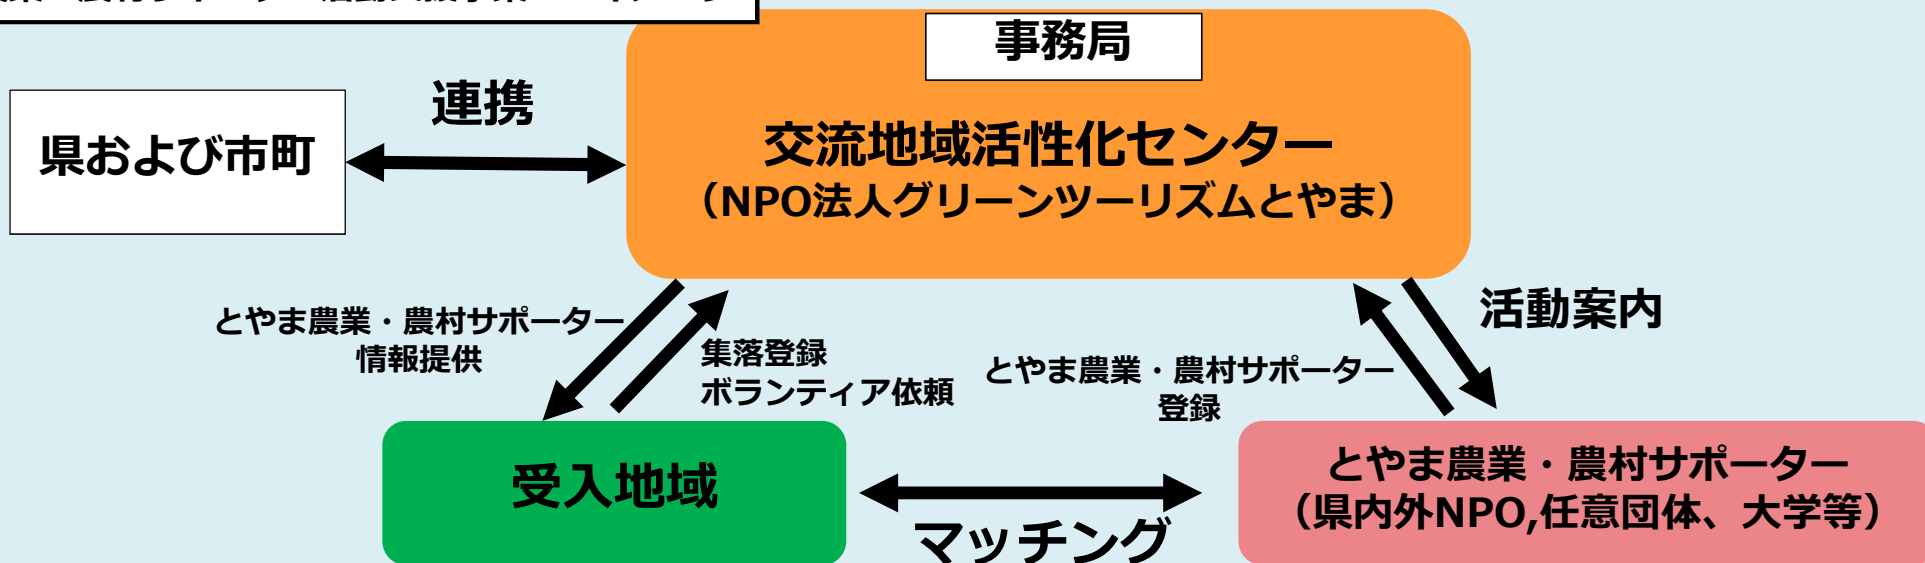 事務局
連携
県および市町
交流地域活性化センター
（NPO法人グリーンツーリズムとやま）
とやま農業・農村サポーター
情報提供
集落登録
ボランティア依頼
とやま農業・農村サポーター
登録
活動案内
受入地域
マッチング
とやま農業・農村サポーター
（県内外NPO,任意団体、大学等）